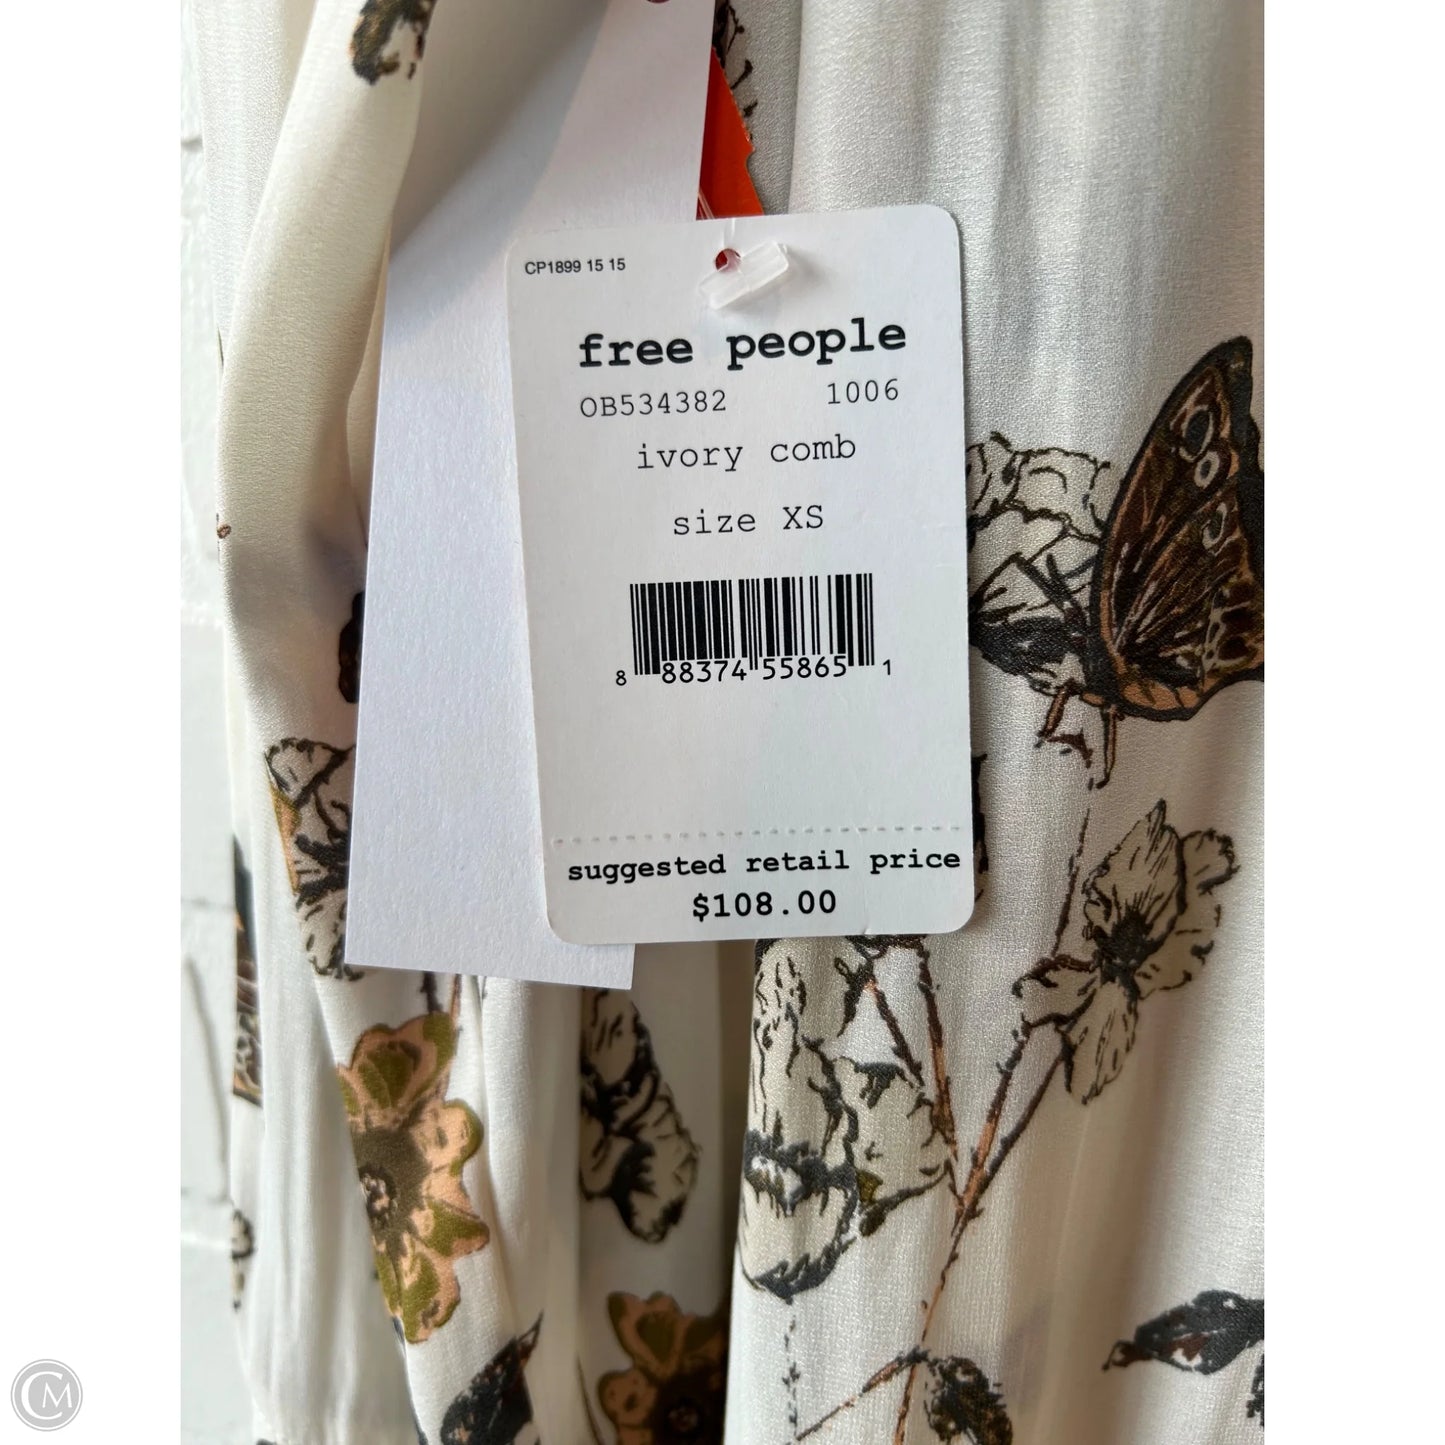 CP1899 15 15
free people
OB534382 1006
ivory comb
size XS
8 88374 55865 1
suggested retail price
$108.00
CM